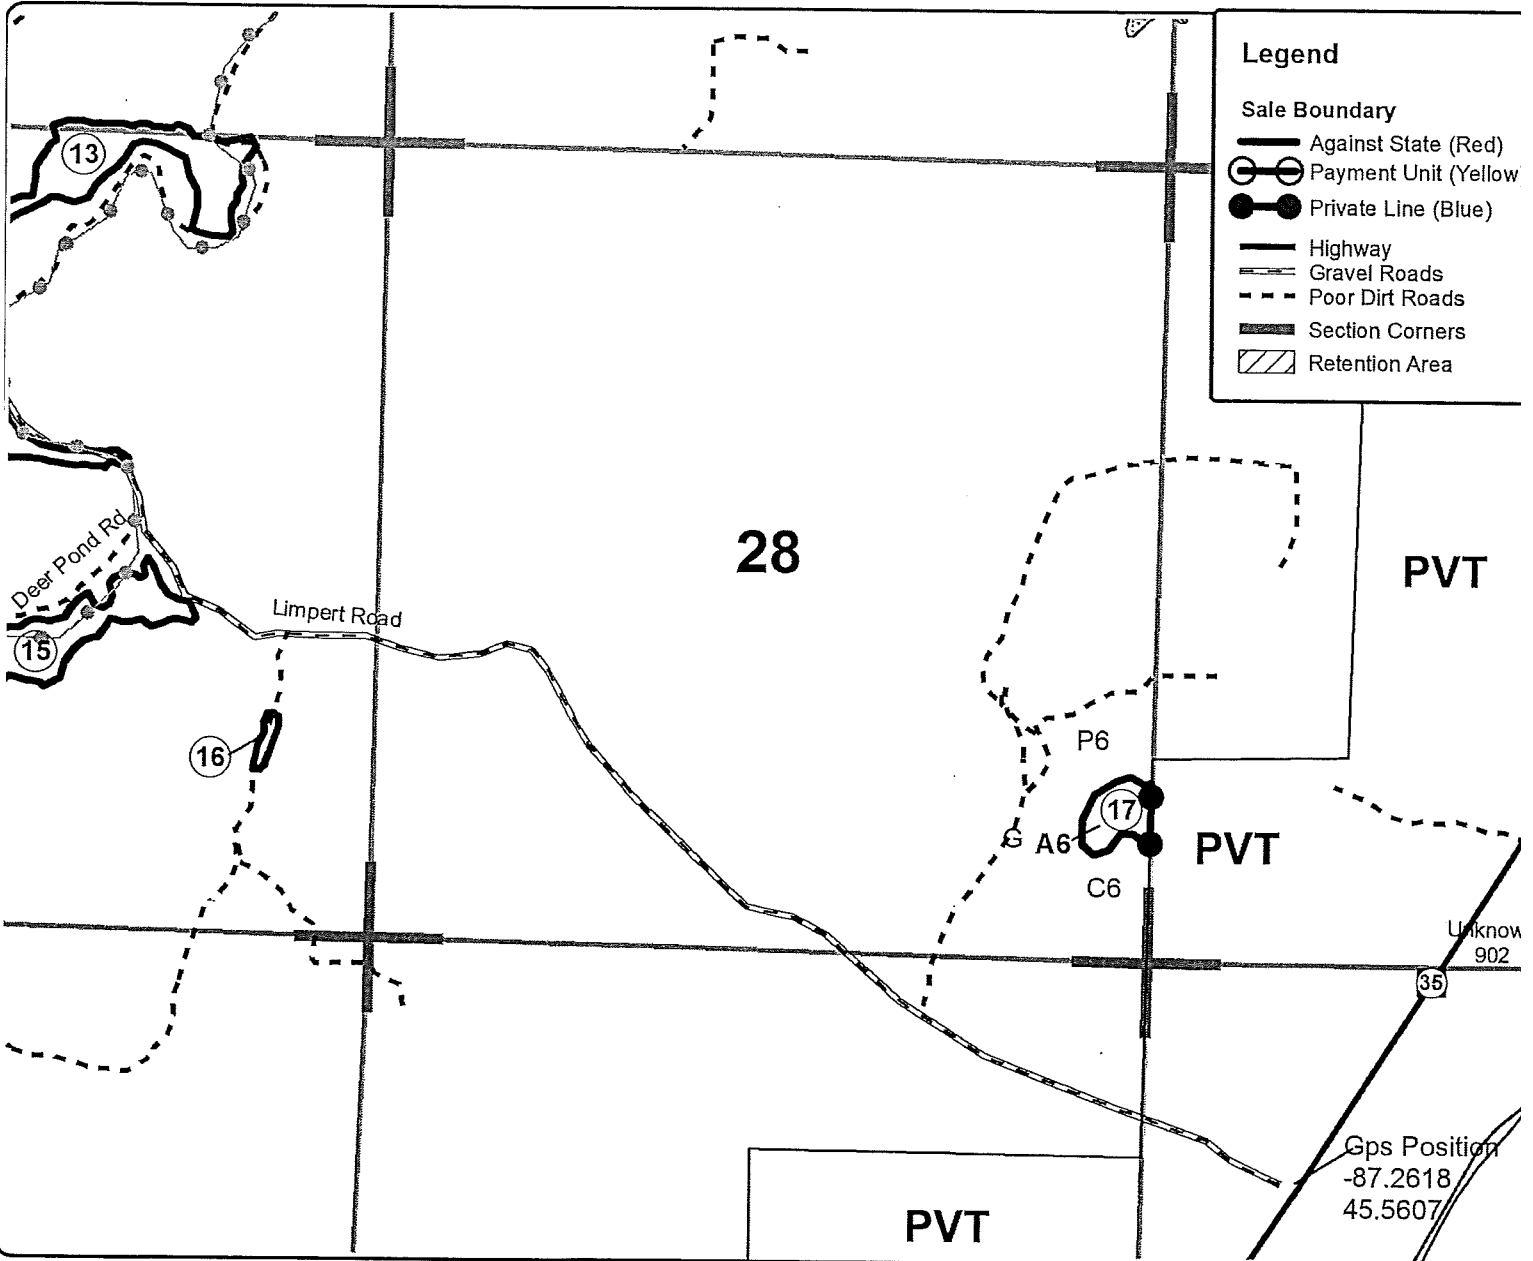 Legend
Sale Boundary
Against State (Red)
Payment Unit (Yellow)
Private Line (Blue)
Highway
Gravel Roads
Poor Dirt Roads
Section Corners
Retention Area
13
28
PVT
Deer Pond Rd
Limpert Road
15
16
P6
17
G
A6
PVT
C6
Unknow
902
35
Gps Position
-87.2618
45.5607
PVT